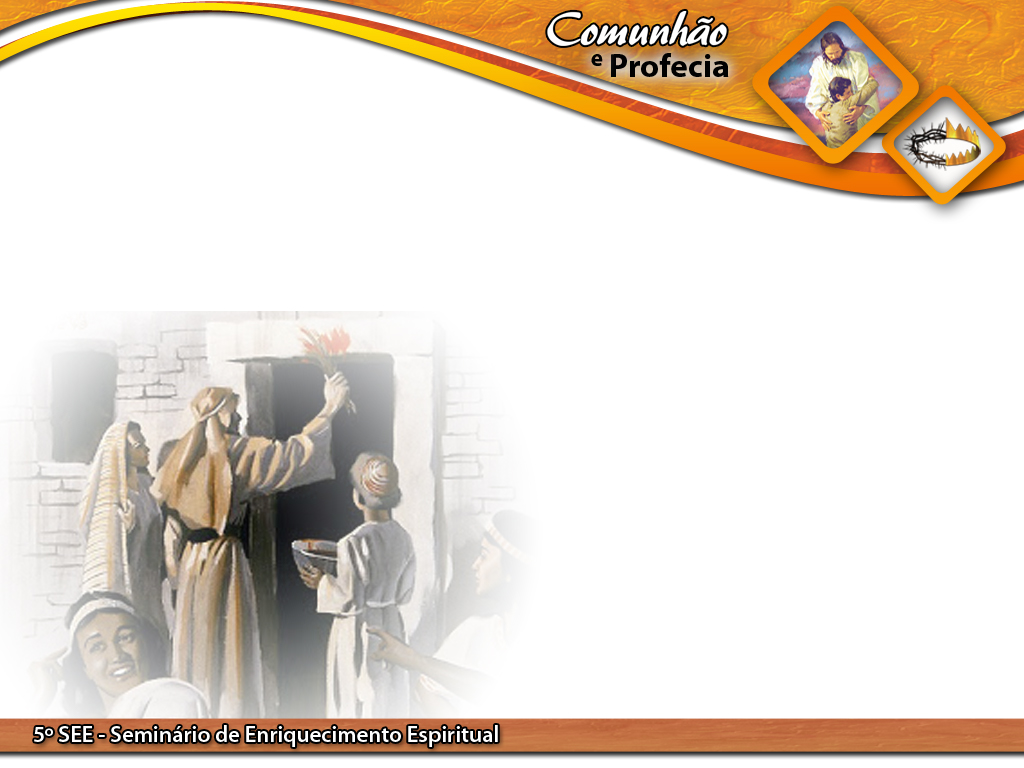 Comunhão
e Profecia
5º SEE - Seminário de Enriquecimento Espiritual